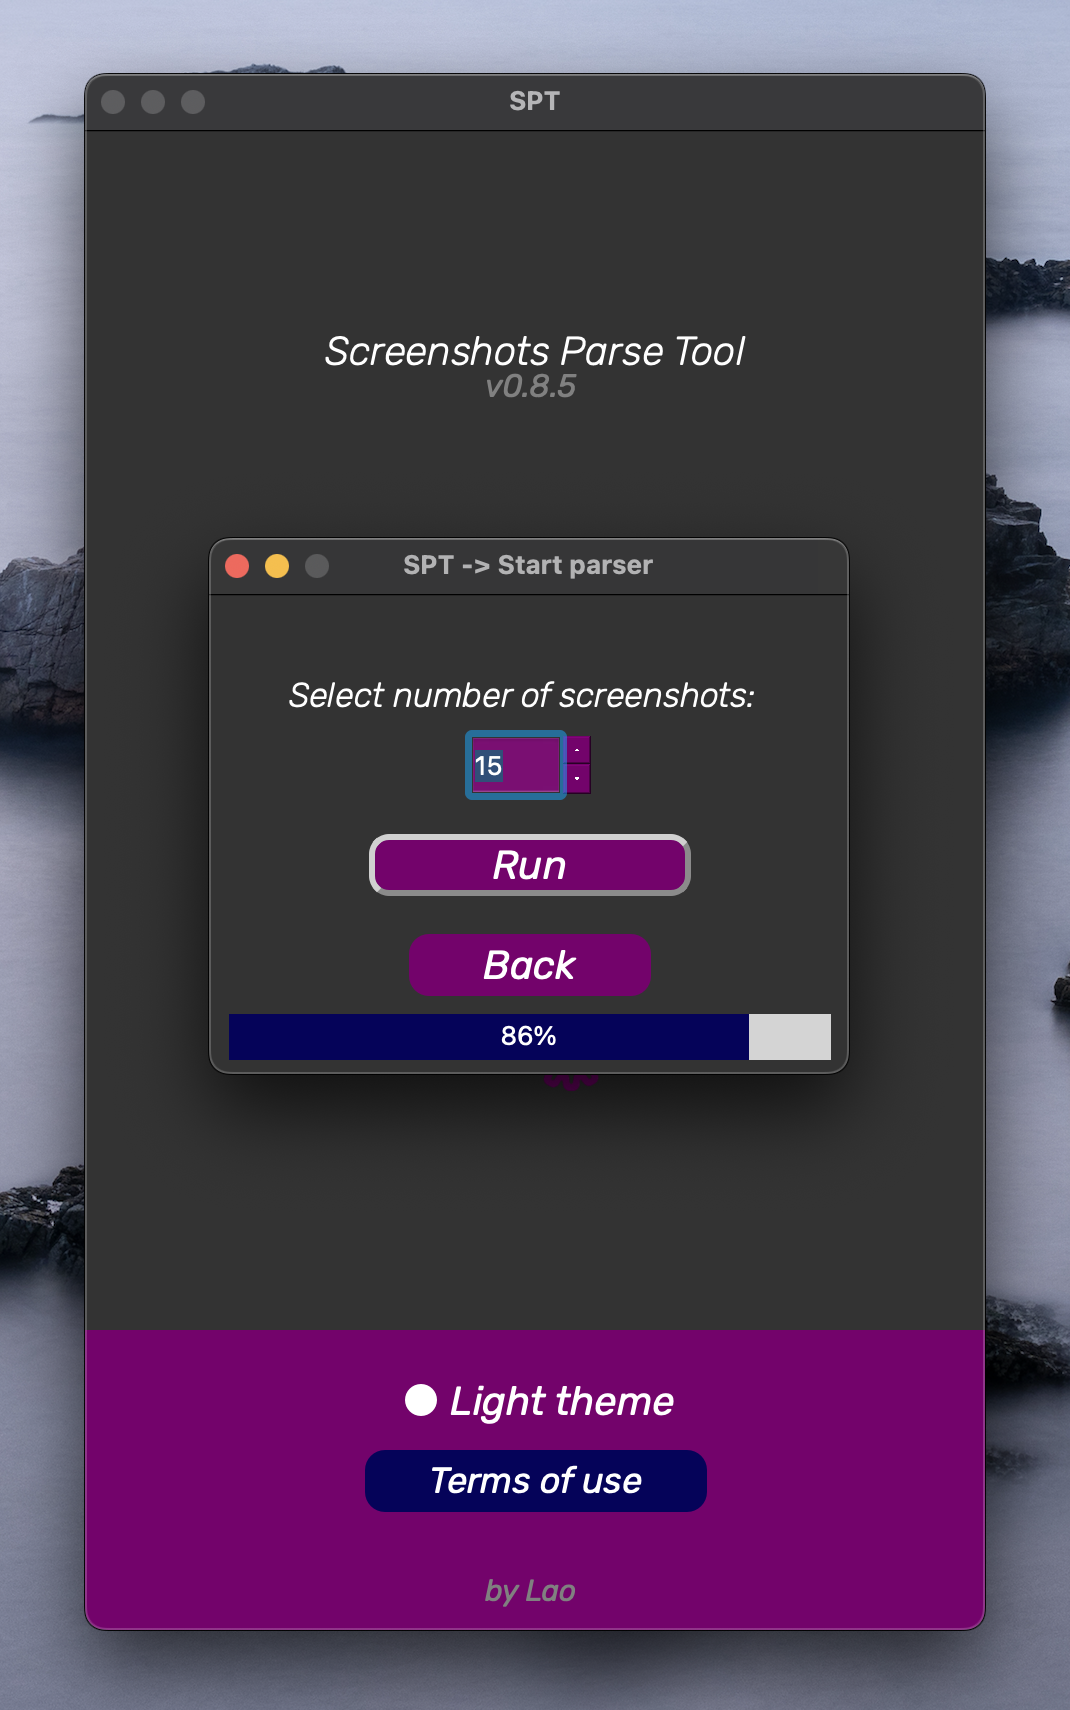 SPT
Screenshots Parse Tool
v0.8.5
SPT -> Start parser
Select number of screenshots:
15
Run
Back
86%
Light theme
Terms of use
by Lao